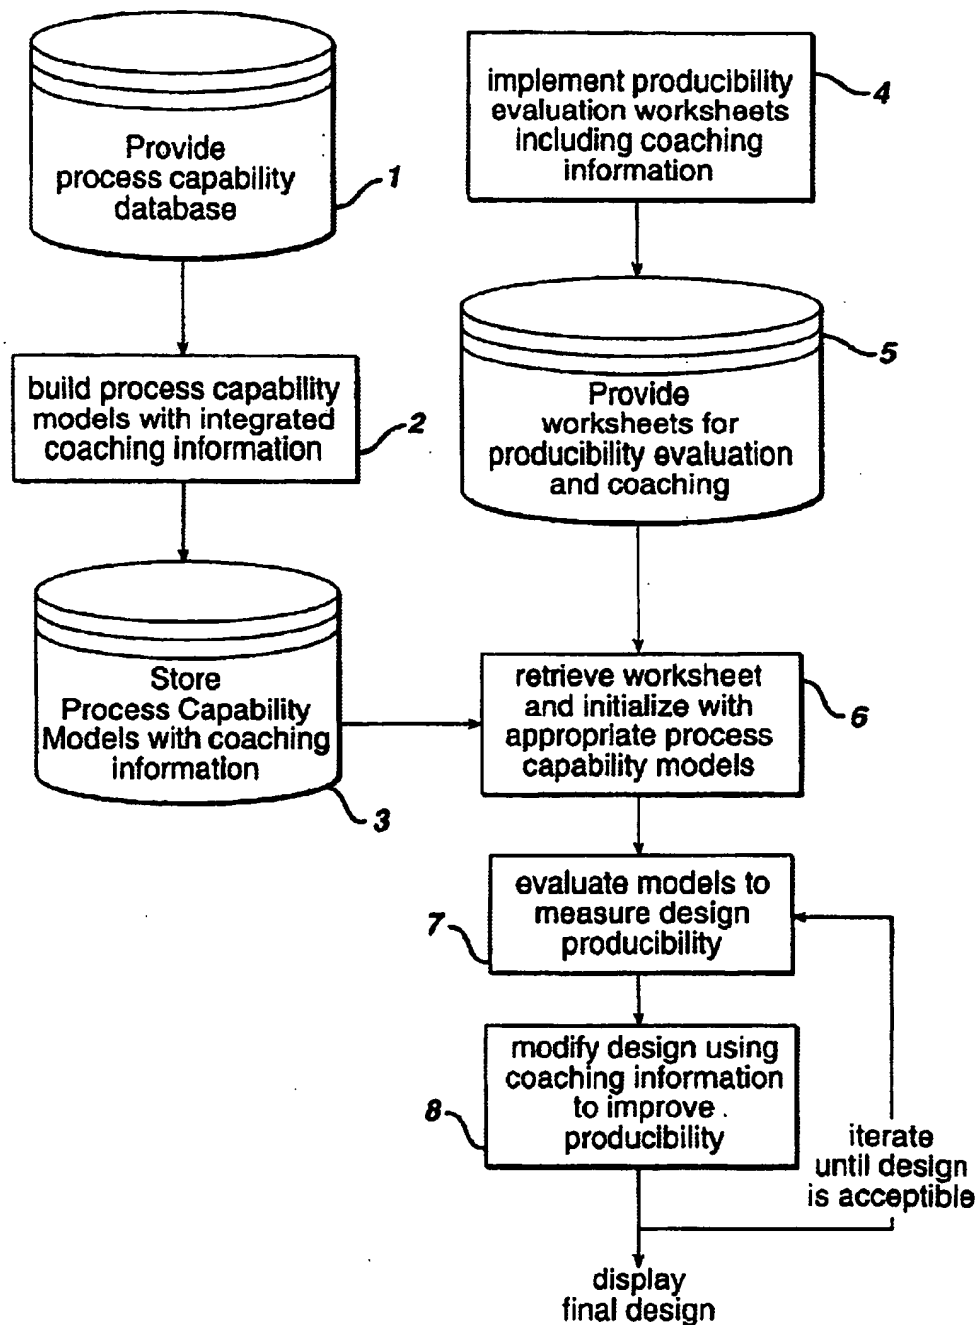 Provide
process capability
database
1
build process capability
models with integrated
coaching information
2
Store
Process Capability
Models with coaching
information
3
implement producibility
evaluation worksheets
including coaching
information
4
Provide
worksheets for
producibility evaluation
and coaching
5
retrieve worksheet
and initialize with
appropriate process
capability models
6
evaluate models to
measure design
producibility
7
modify design using
coaching information
to improve
producibility
8
iterate
until design
is acceptible
display
final design